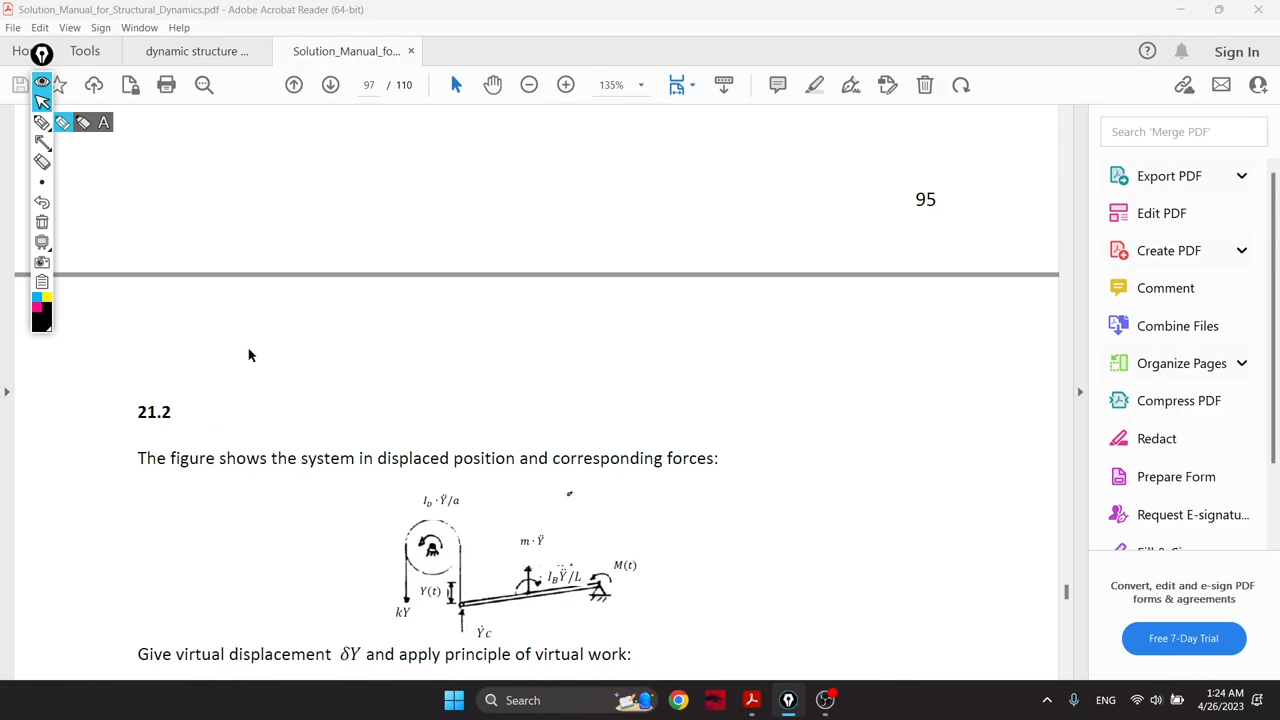 Solution_Manual_for_Structural_Dynamics.pdf - Adobe Acrobat Reader (64-bit)
File Edit View Sign Window Help
Ho Tools dynamic structure ... Solution_Manual_fo... × Sign In
97 / 110 135%
A
Search 'Merge PDF'
Export PDF
Edit PDF
Create PDF
Comment
Combine Files
Organize Pages
Compress PDF
Redact
Prepare Form
Request E-signatu...
Convert, edit and e-sign PDF
forms & agreements
Free 7-Day Trial
95
21.2
The figure shows the system in displaced position and corresponding forces:
I_D · Ÿ/a
m · Ÿ
M(t)
I_B Ÿ/L
Y(t)
kY
Ẏc
Give virtual displacement δY and apply principle of virtual work:
Search
ENG
1:24 AM
4/26/2023